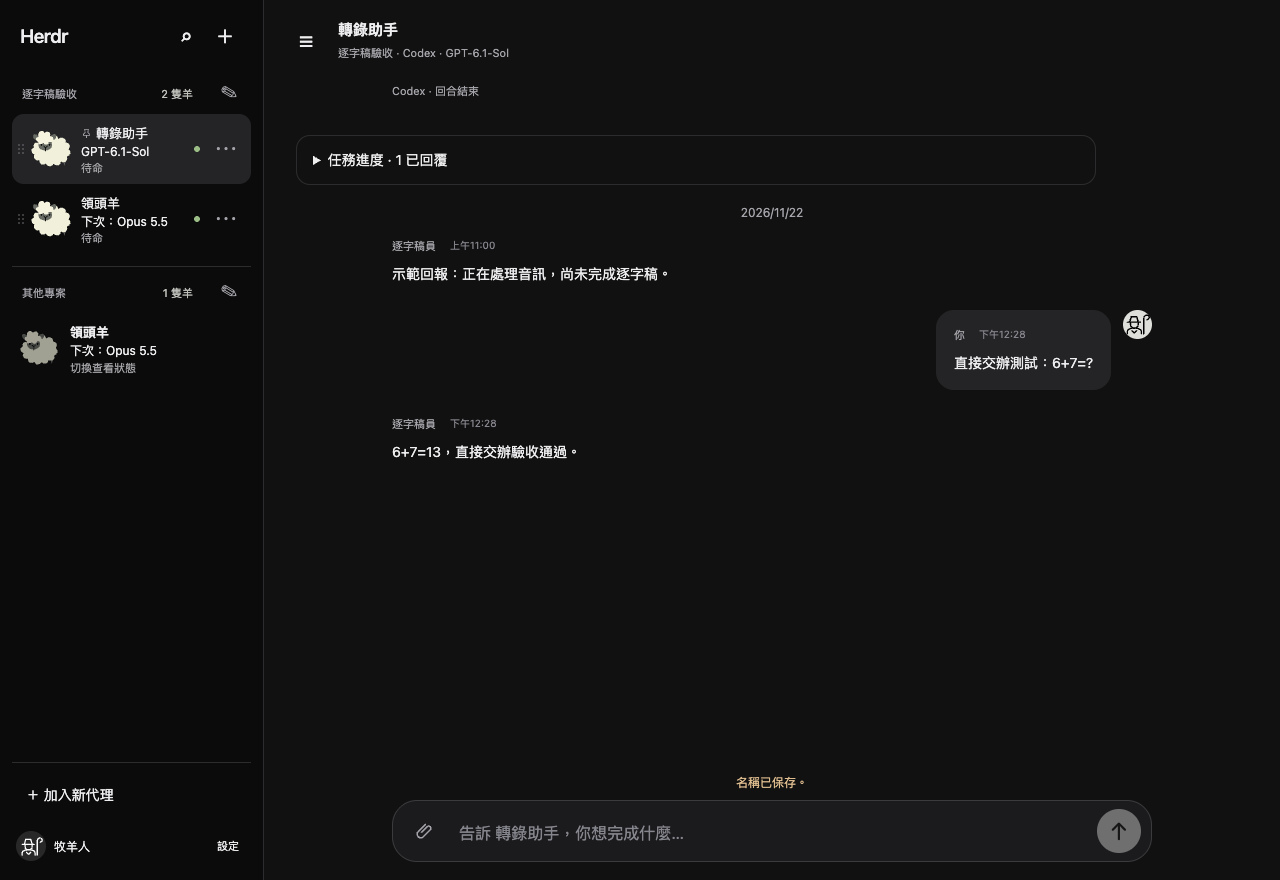 Herdr
逐字稿驗收 2 隻羊
轉錄助手
GPT-6.1-Sol
待命
領頭羊
下次：Opus 5.5
待命
其他專案 1 隻羊
領頭羊
下次：Opus 5.5
切換查看狀態
+ 加入新代理
牧羊人 設定
轉錄助手
逐字稿驗收 · Codex · GPT-6.1-Sol
Codex · 回合結束
任務進度 · 1 已回覆
2026/11/22
逐字稿員 上午11:00
示範回報：正在處理音訊，尚未完成逐字稿。
你 下午12:28
直接交辦測試：6+7=?
逐字稿員 下午12:28
6+7=13，直接交辦驗收通過。
名稱已保存。
告訴 轉錄助手，你想完成什麼...